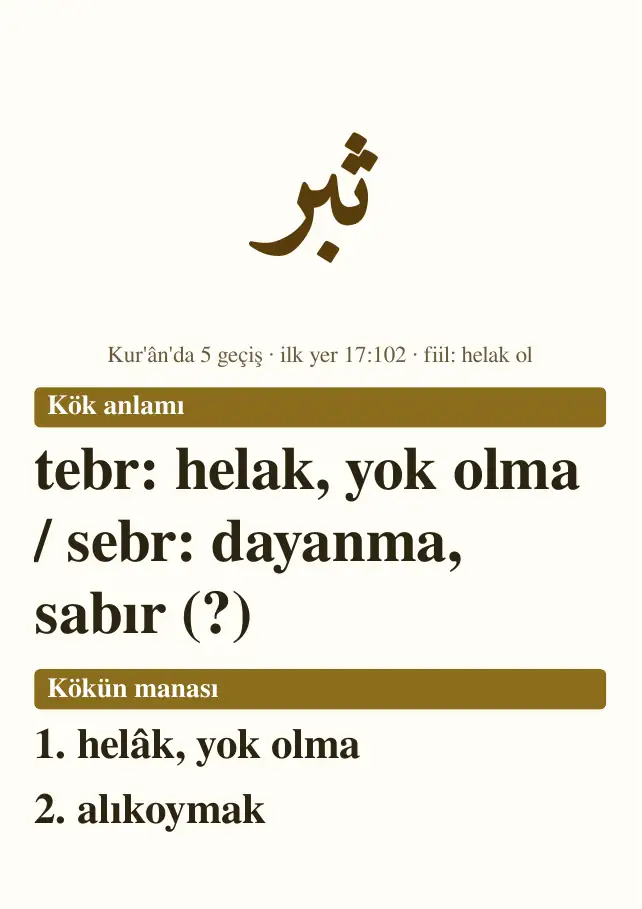 ثبر
Kur'ân'da 5 geçiş · ilk yer 17:102 · fiil: helak ol
Kök anlamı
tebr: helak, yok olma
/ sebr: dayanma,
sabır (?)
Kökün manası
1. helâk, yok olma
2. alıkoymak